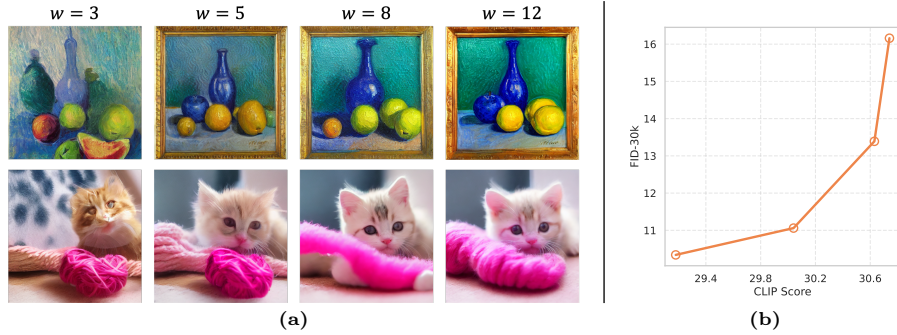 w = 3
w = 5
w = 8
w = 12
(a)
FID-30k
16
15
14
13
12
11
29.4
29.8
30.2
30.6
CLIP Score
(b)